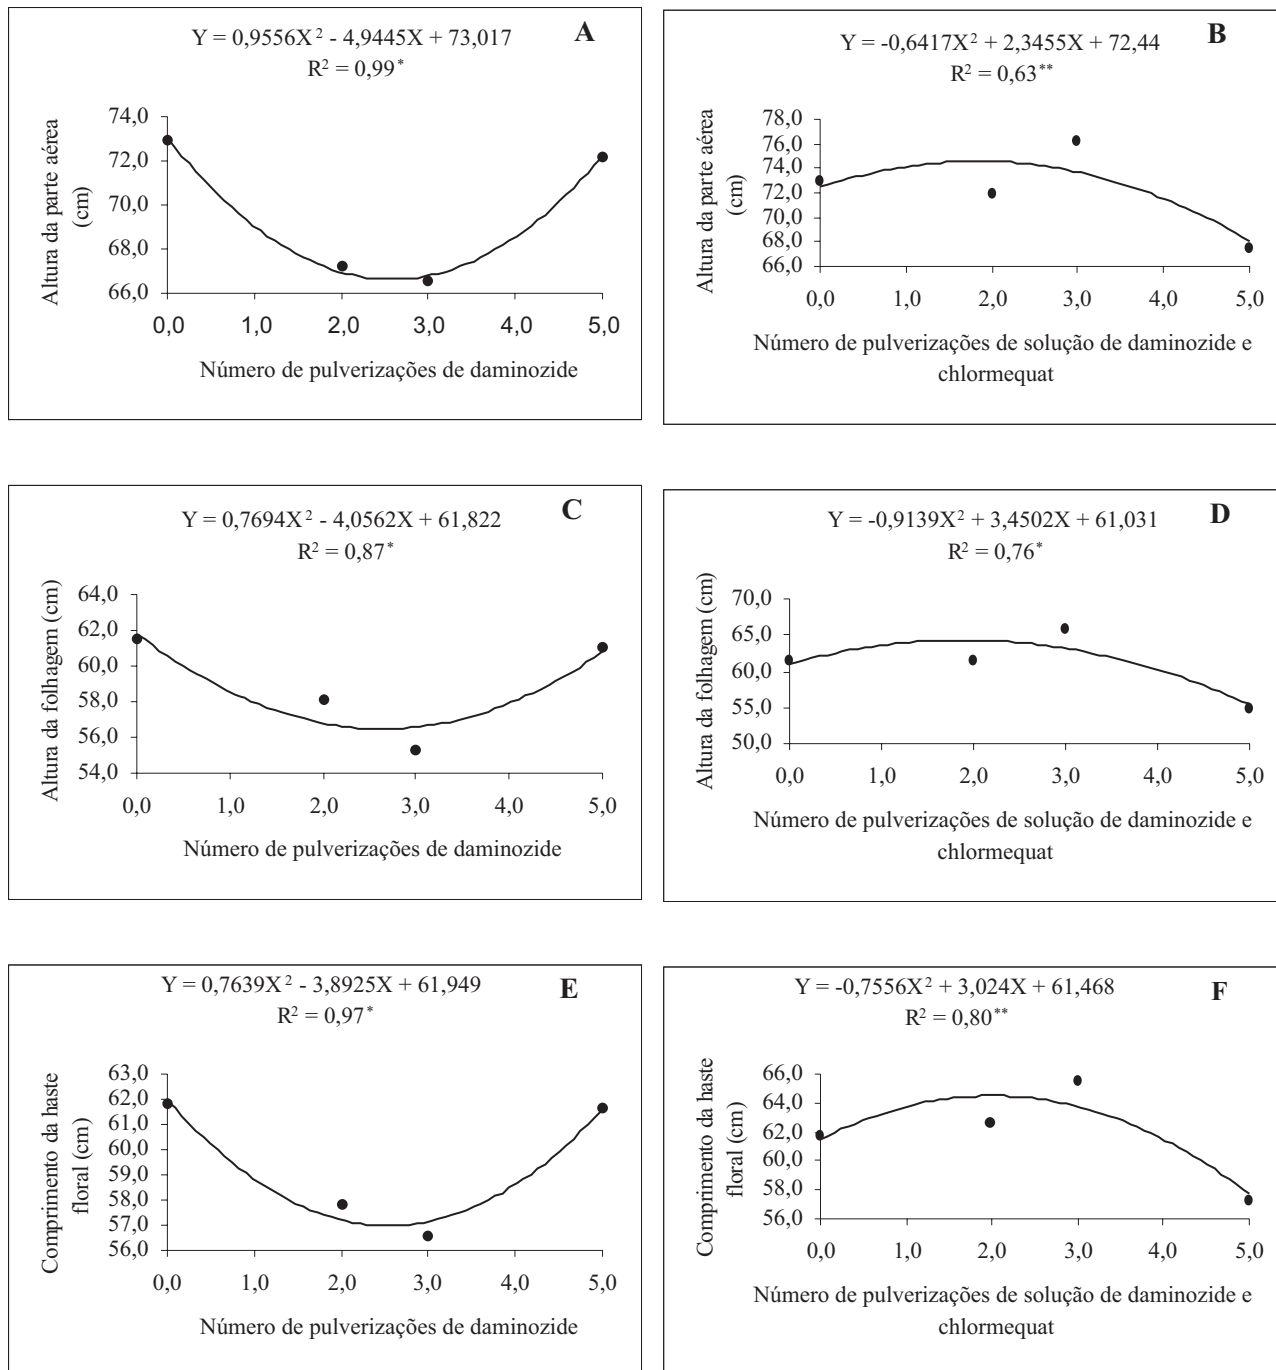 Y = 0,9556X² - 4,9445X + 73,017
R² = 0,99*
A
Altura da parte aérea
(cm)
74,0
72,0
70,0
68,0
66,0
0,0 1,0 2,0 3,0 4,0 5,0
Número de pulverizações de daminozide
Y = -0,6417X² + 2,3455X + 72,44
R² = 0,63**
B
Altura da parte aérea
(cm)
78,0
76,0
74,0
72,0
70,0
68,0
66,0
0,0 1,0 2,0 3,0 4,0 5,0
Número de pulverizações de solução de daminozide e
chlormequat
Y = 0,7694X² - 4,0562X + 61,822
R² = 0,87*
C
Altura da folhagem (cm)
64,0
62,0
60,0
58,0
56,0
54,0
0,0 1,0 2,0 3,0 4,0 5,0
Número de pulverizações de daminozide
Y = -0,9139X² + 3,4502X + 61,031
R² = 0,76*
D
Altura da folhagem (cm)
70,0
65,0
60,0
55,0
50,0
0,0 1,0 2,0 3,0 4,0 5,0
Número de pulverizações de solução de daminozide e
chlormequat
Y = 0,7639X² - 3,8925X + 61,949
R² = 0,97*
E
Comprimento da haste
floral (cm)
63,0
62,0
61,0
60,0
59,0
58,0
57,0
56,0
0,0 1,0 2,0 3,0 4,0 5,0
Número de pulverizações de daminozide
Y = -0,7556X² + 3,024X + 61,468
R² = 0,80**
F
Comprimento da haste
floral (cm)
66,0
64,0
62,0
60,0
58,0
56,0
0,0 1,0 2,0 3,0 4,0 5,0
Número de pulverizações de solução de daminozide e
chlormequat